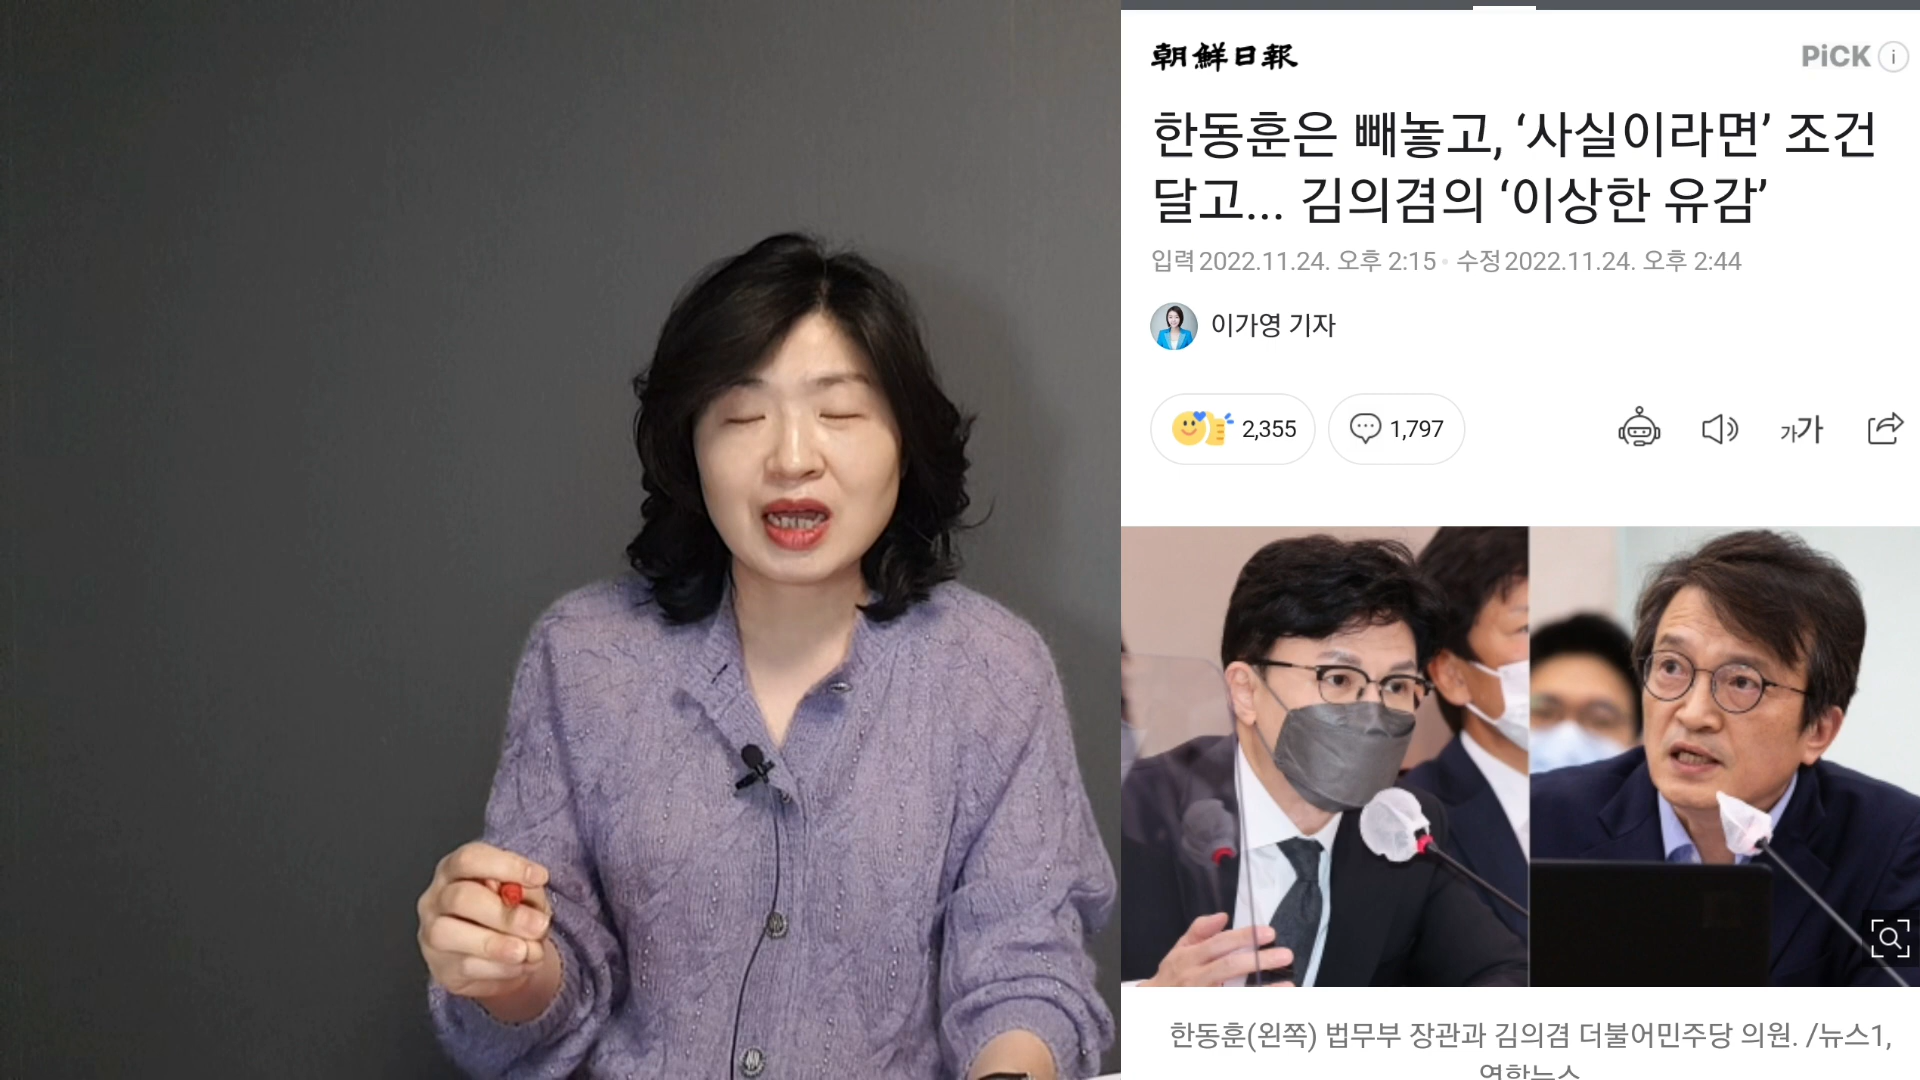 朝鮮日報
PiCK i
한동훈은 빼놓고, ‘사실이라면’ 조건
달고... 김의겸의 ‘이상한 유감’
입력 2022.11.24. 오후 2:15 · 수정 2022.11.24. 오후 2:44
이가영 기자
2,355 1,797
가가
한동훈(왼쪽) 법무부 장관과 김의겸 더불어민주당 의원. /뉴스1,
연합뉴스